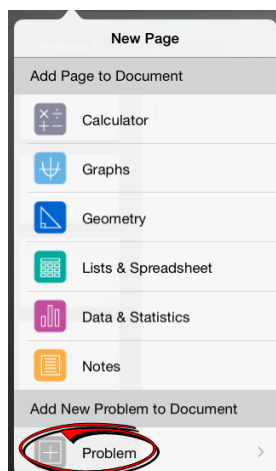 New Page
Add Page to Document
Calculator
Graphs
Geometry
Lists & Spreadsheet
Data & Statistics
Notes
Add New Problem to Document
Problem